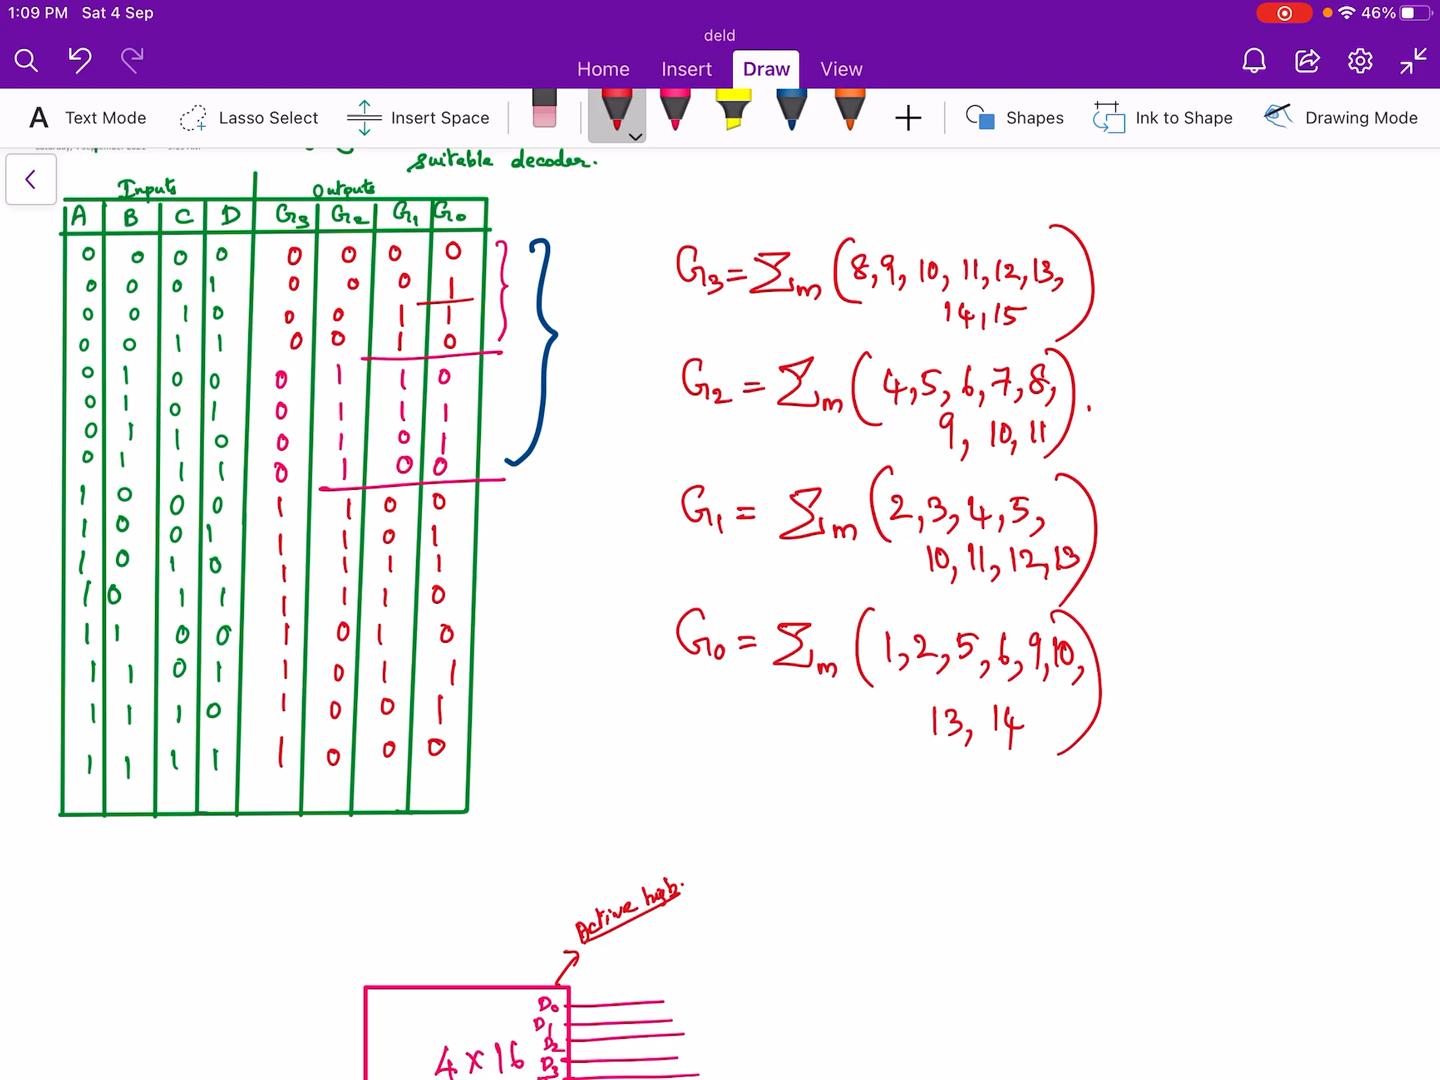 1:09 PM Sat 4 Sep
46%
deld
Home Insert Draw View
A Text Mode Lasso Select Insert Space Shapes Ink to Shape Drawing Mode
suitable decoder.
Inputs Outputs
A B C D G3 G2 G1 G0
0 0 0 0 0 0 0 0
0 0 0 1 0 0 0 1
0 0 1 0 0 0 1 1
0 0 1 1 0 0 1 0
0 1 0 0 0 1 1 0
0 1 0 1 0 1 1 1
0 1 1 0 0 1 0 1
0 1 1 1 0 1 0 0
1 0 0 0 1 1 0 0
1 0 0 1 1 1 0 1
1 0 1 0 1 1 1 1
1 0 1 1 1 1 1 0
1 1 0 0 1 0 1 0
1 1 0 1 1 0 1 1
1 1 1 0 1 0 0 1
1 1 1 1 1 0 0 0
G3 = Σm (8, 9, 10, 11, 12, 13,
14, 15)
G2 = Σm (4, 5, 6, 7, 8,
9, 10, 11).
G1 = Σm (2, 3, 4, 5,
10, 11, 12, 13)
G0 = Σm (1, 2, 5, 6, 9, 10,
13, 14)
Active high.
D0
D1
D2
4 x 16 D3